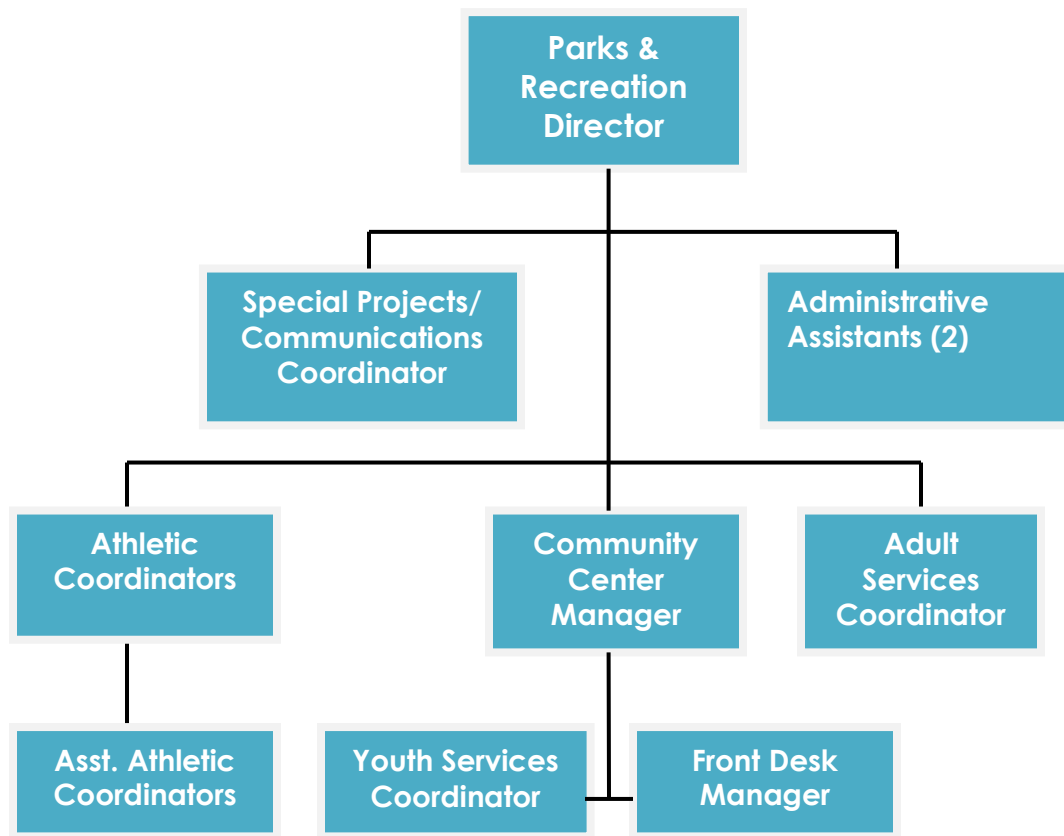 Parks &
Recreation
Director
Special Projects/
Communications
Coordinator
Administrative
Assistants (2)
Athletic
Coordinators
Community
Center
Manager
Adult
Services
Coordinator
Asst. Athletic
Coordinators
Youth Services
Coordinator
Front Desk
Manager